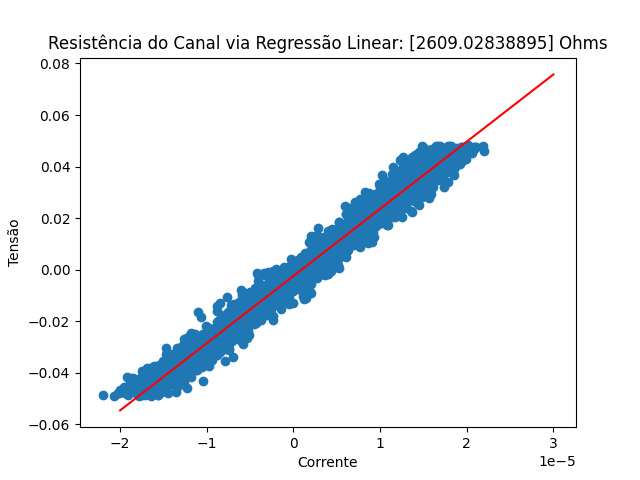 Resistência do Canal via Regressão Linear: [2609.02838895] Ohms
0.08
0.06
0.04
0.02
0.00
−0.02
−0.04
−0.06
Tensão
−2 −1 0 1 2 3
1e−5
Corrente